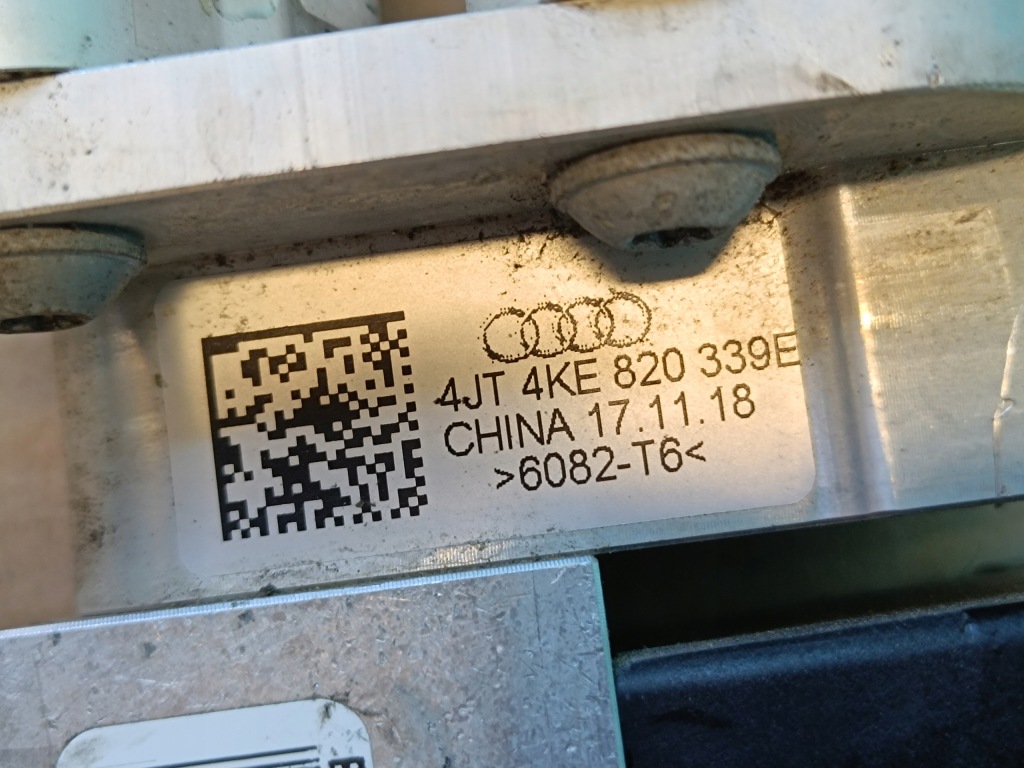 4JT 4KE 820 339E
CHINA 17.11.18
>6082-T6<